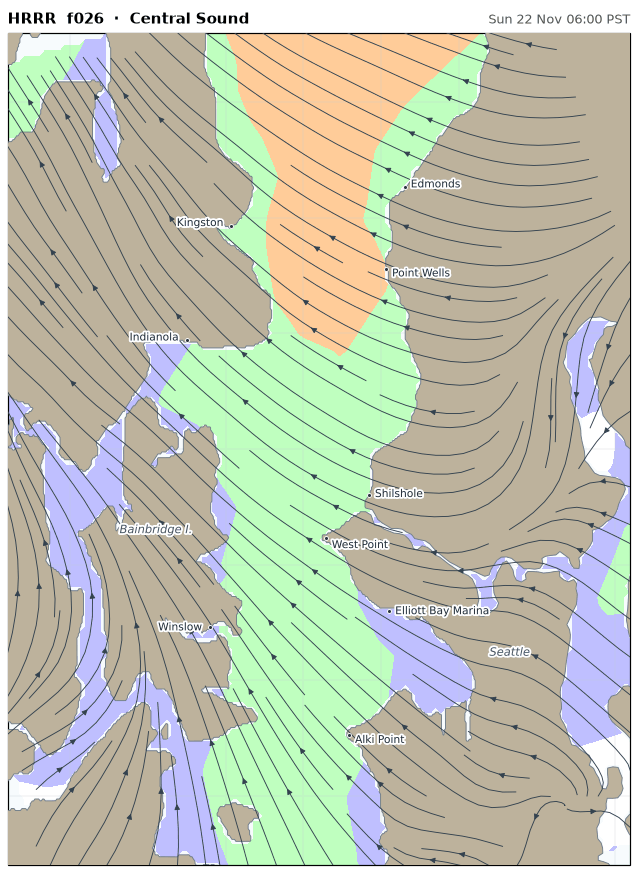 HRRR f026 · Central Sound
Sun 22 Nov 06:00 PST
Edmonds
Kingston
Point Wells
Indianola
Shilshole
Bainbridge I.
West Point
Elliott Bay Marina
Winslow
Seattle
Alki Point